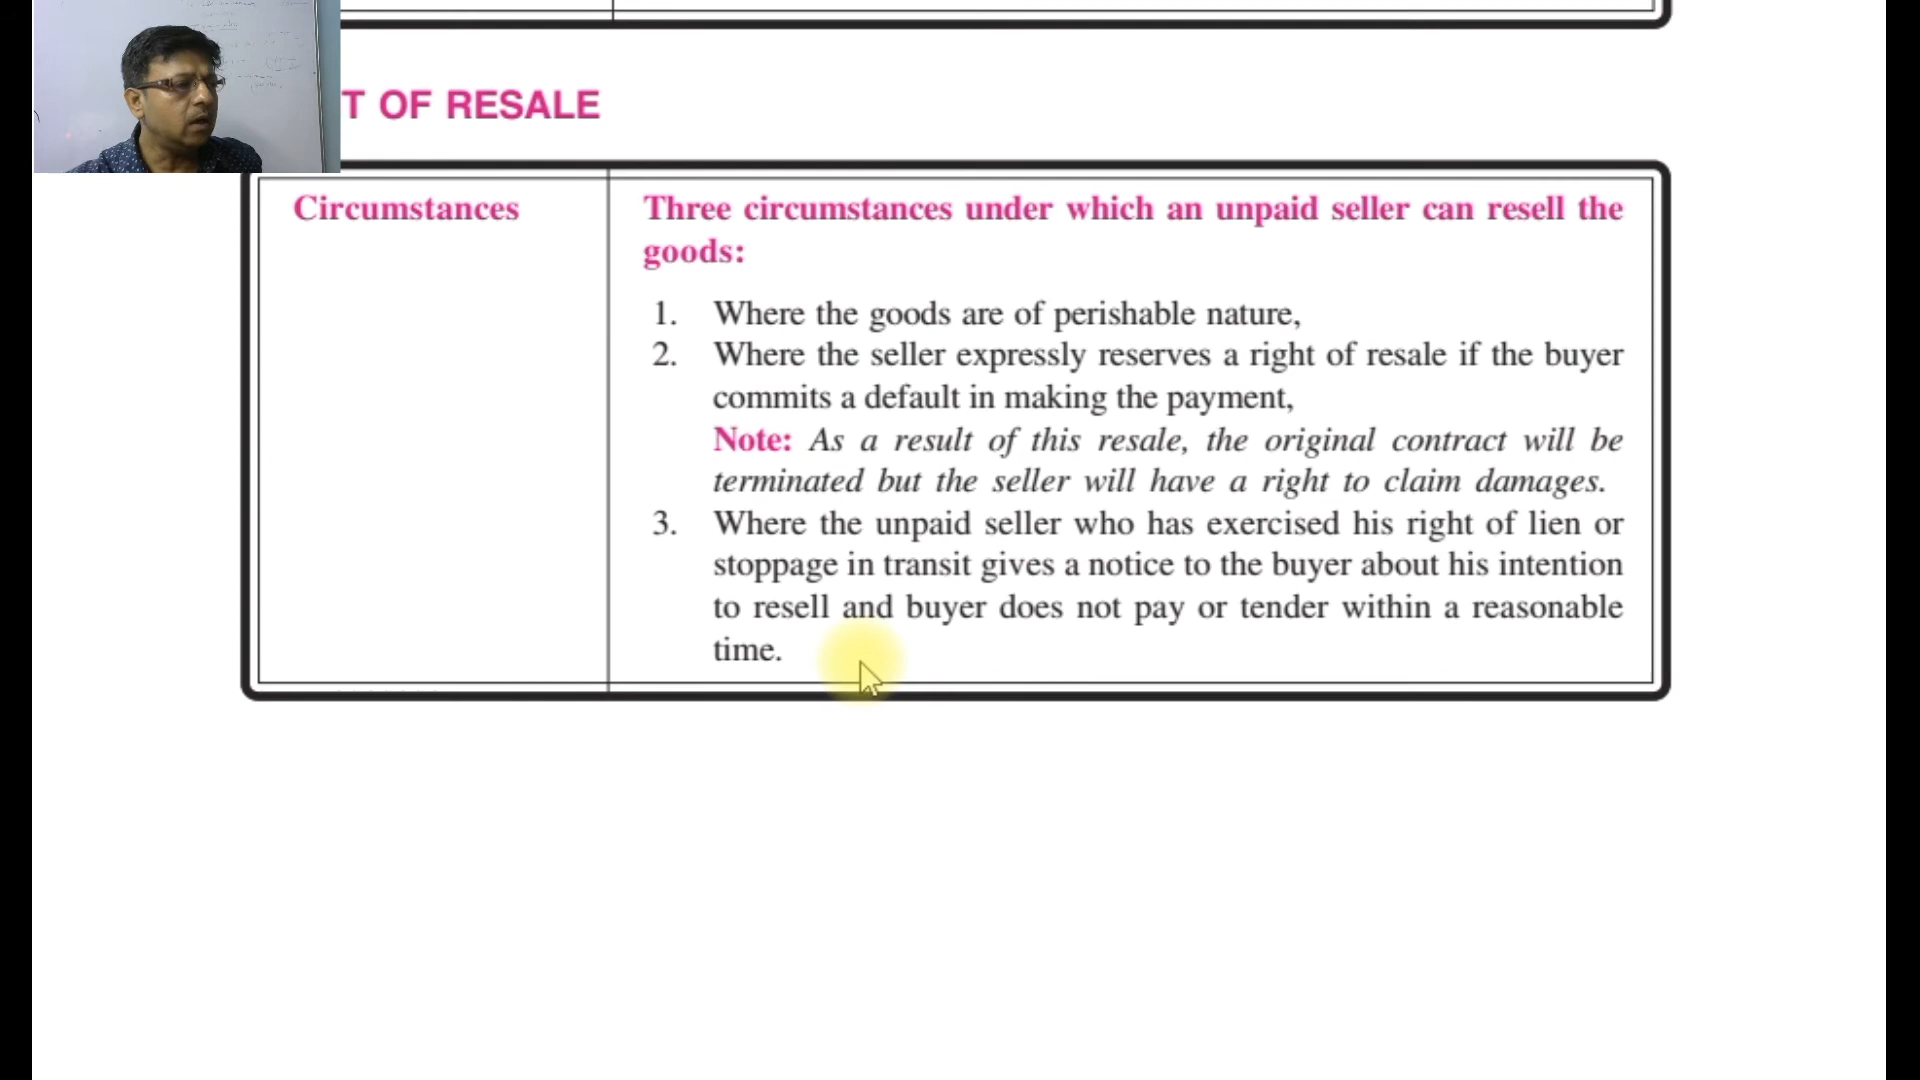 T OF RESALE
Circumstances
Three circumstances under which an unpaid seller can resell the
goods:
1. Where the goods are of perishable nature,
2. Where the seller expressly reserves a right of resale if the buyer
commits a default in making the payment,
Note: As a result of this resale, the original contract will be
terminated but the seller will have a right to claim damages.
3. Where the unpaid seller who has exercised his right of lien or
stoppage in transit gives a notice to the buyer about his intention
to resell and buyer does not pay or tender within a reasonable
time.